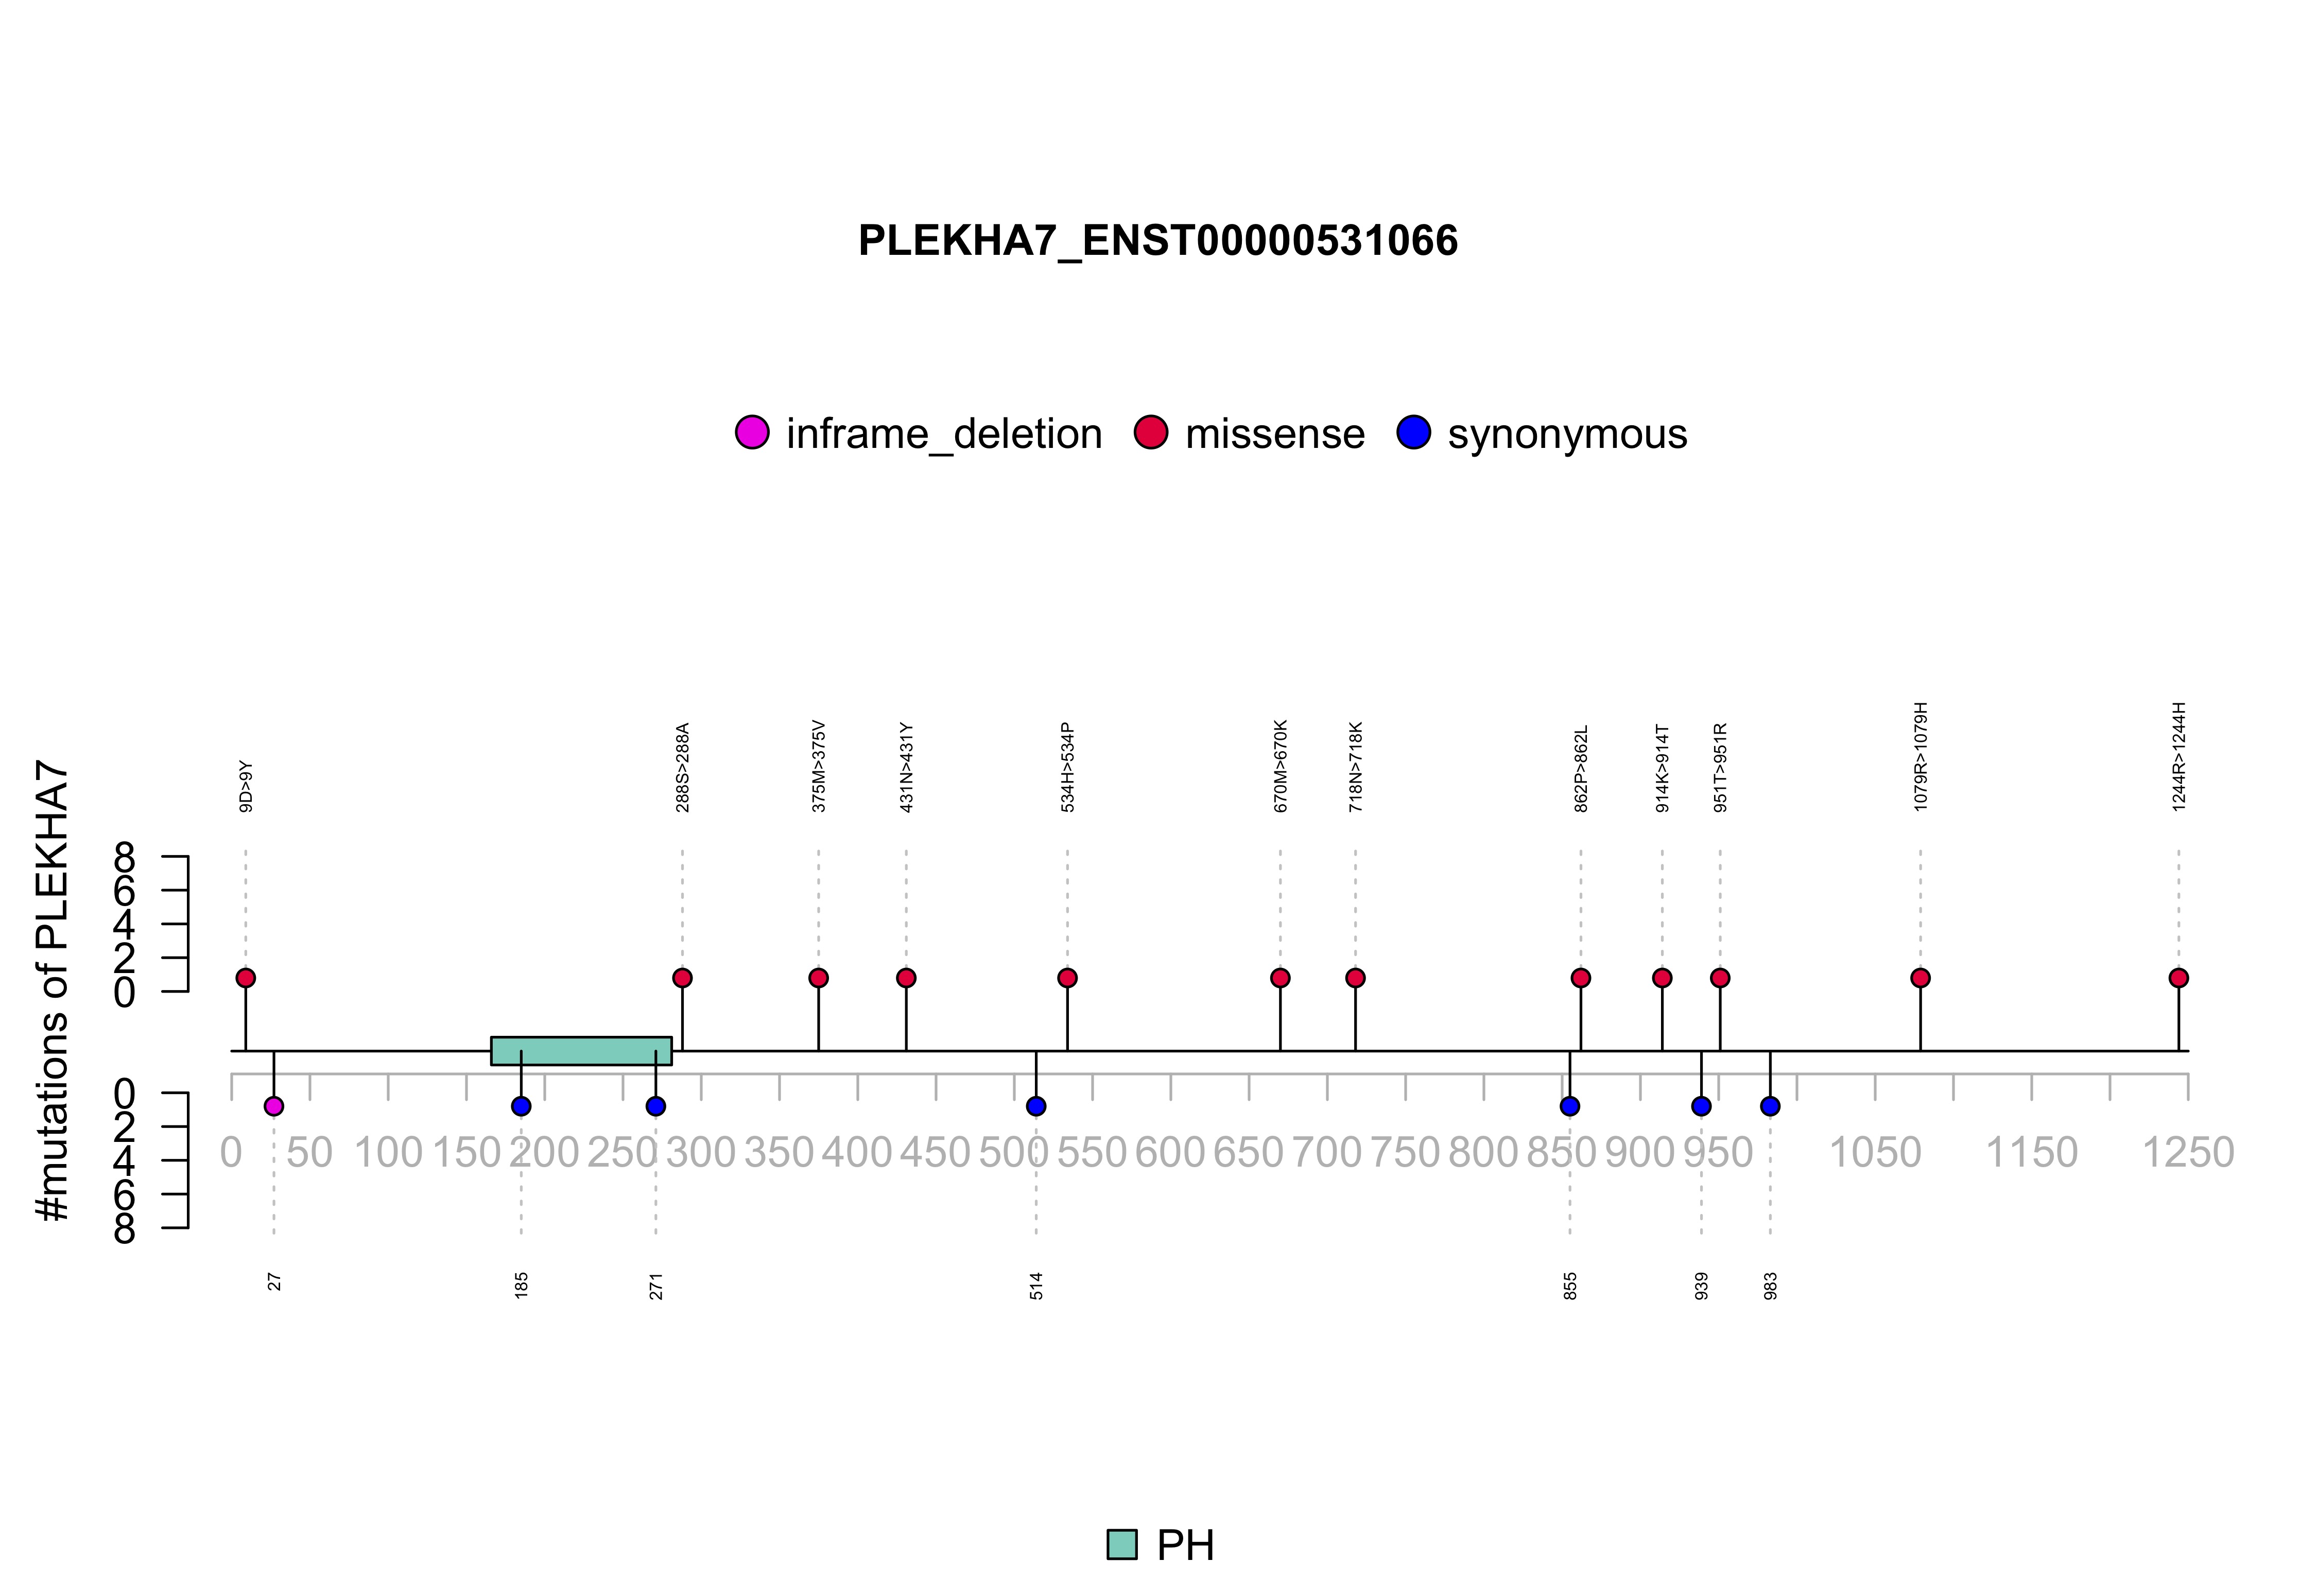 PLEKHA7_ENST00000531066
inframe_deletion missense synonymous
#mutations of PLEKHA7
9D>9Y 288S>288A 375M>375V 431N>431Y 534H>534P 670M>670K 718N>718K 862P>862L 914K>914T 951T>951R 1079R>1079H 1244R>1244H
8
6
4
2
0
0
2
4
6
8
0 50 100 150 200 250 300 350 400 450 500 550 600 650 700 750 800 850 900 950 1050 1150 1250
27 185 271 514 855 939 983
PH